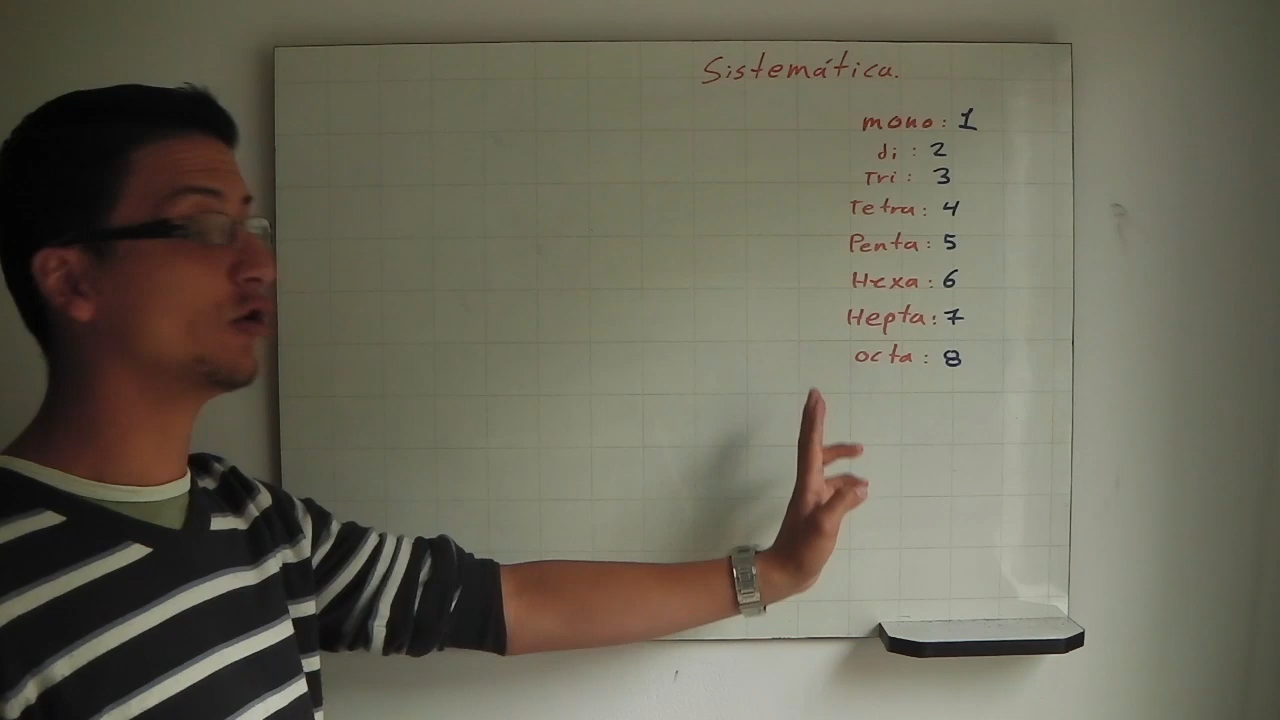 Sistemática.
mono: 1
di: 2
Tri: 3
Tetra: 4
Penta: 5
Hexa: 6
Hepta: 7
octa: 8